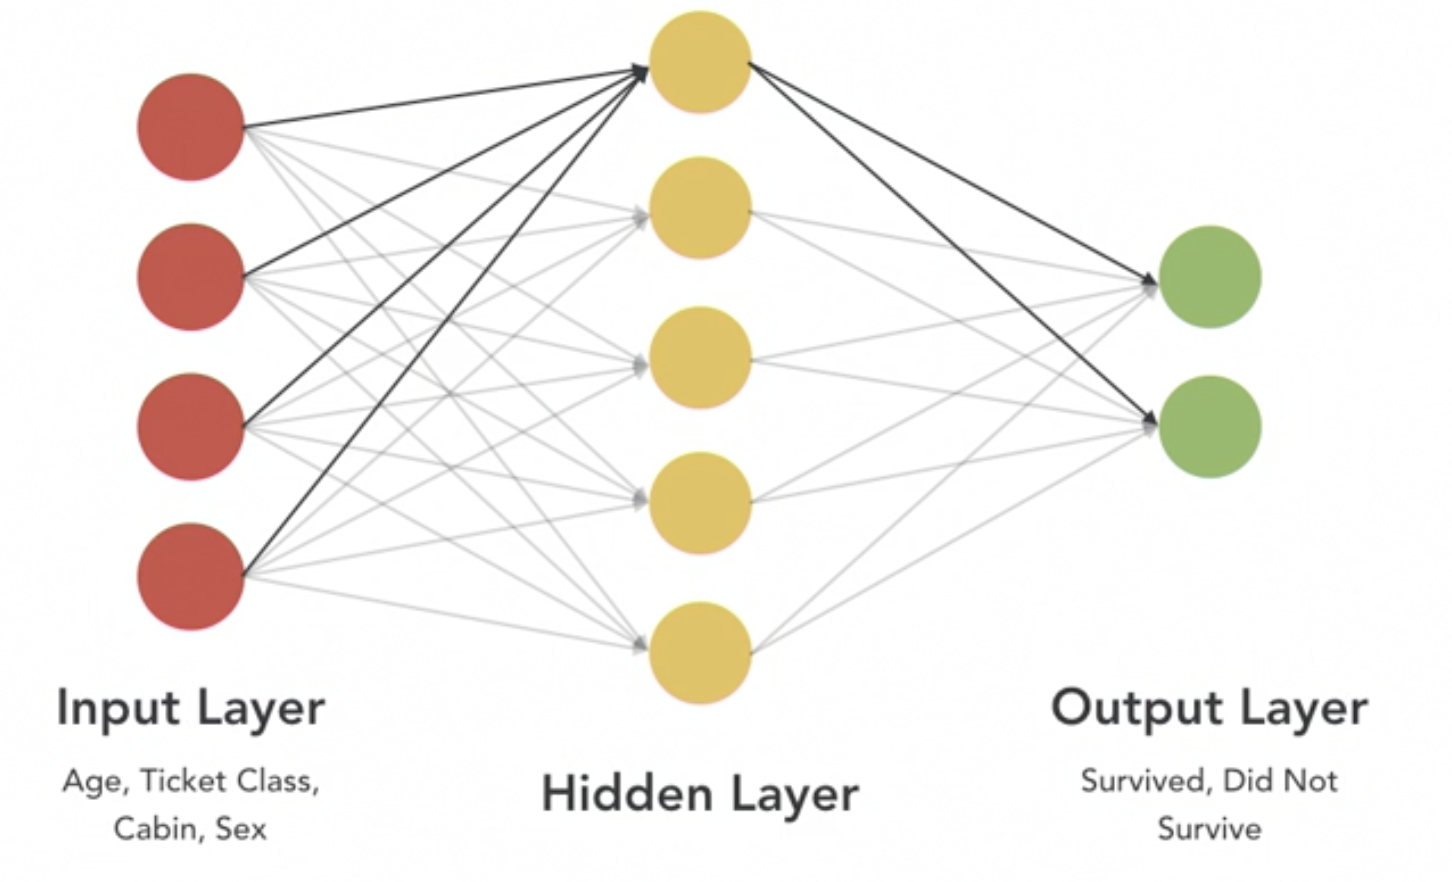 Input Layer
Age, Ticket Class,
Cabin, Sex
Hidden Layer
Output Layer
Survived, Did Not
Survive